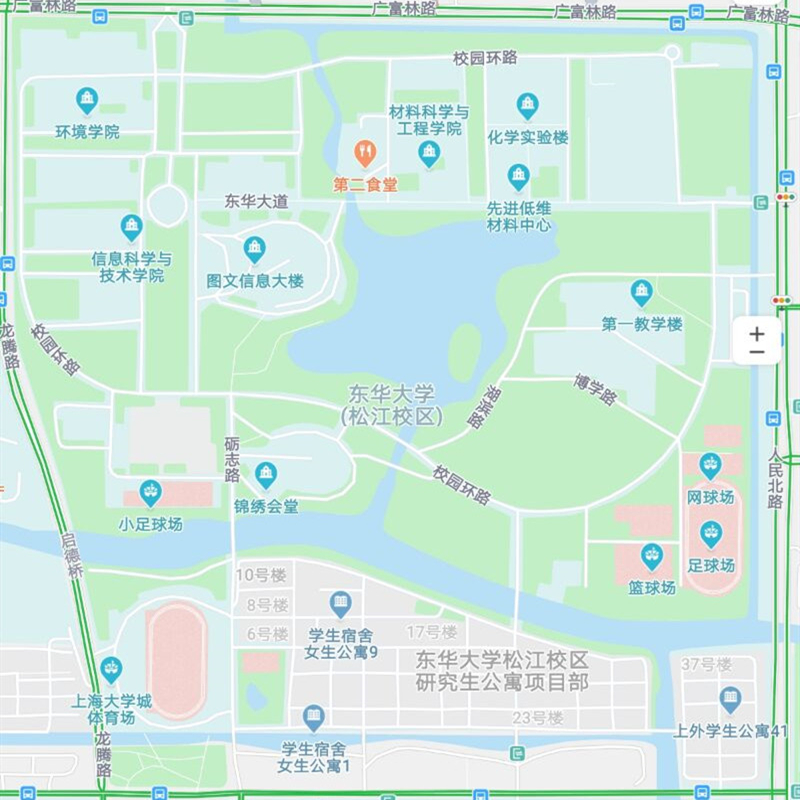 广富林路
广富林路
广富林路
广富林路
校园环路
环境学院
材料科学与
工程学院
化学实验楼
第二食堂
东华大道
先进低维
材料中心
信息科学与
技术学院
图文信息大楼
第一教学楼
龙腾路
校园环路
+
−
博学路
东华大学
(松江校区)
湖滨路
砺志路
人民北路
校园环路
网球场
锦绣会堂
小足球场
启德桥
足球场
篮球场
10号楼
8号楼
6号楼
17号楼
学生宿舍
女生公寓9
东华大学松江校区
研究生公寓项目部
37号楼
上海大学城
体育场
23号楼
上外学生公寓41
龙腾路
学生宿舍
女生公寓1